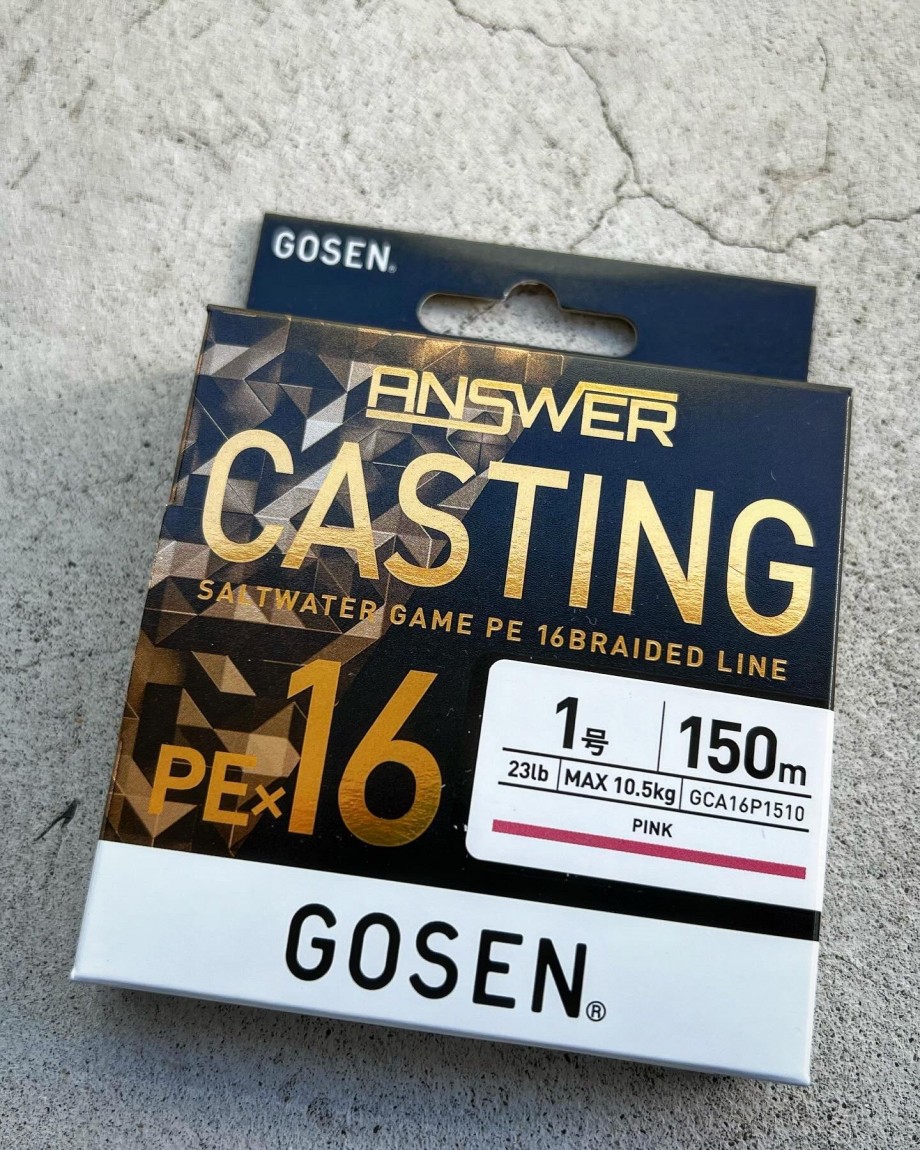 GOSEN®
ANSWER
CASTING
SALTWATER GAME PE 16BRAIDED LINE
PE×16
1号 150m
23lb MAX 10.5kg GCA16P1510
PINK
GOSEN®